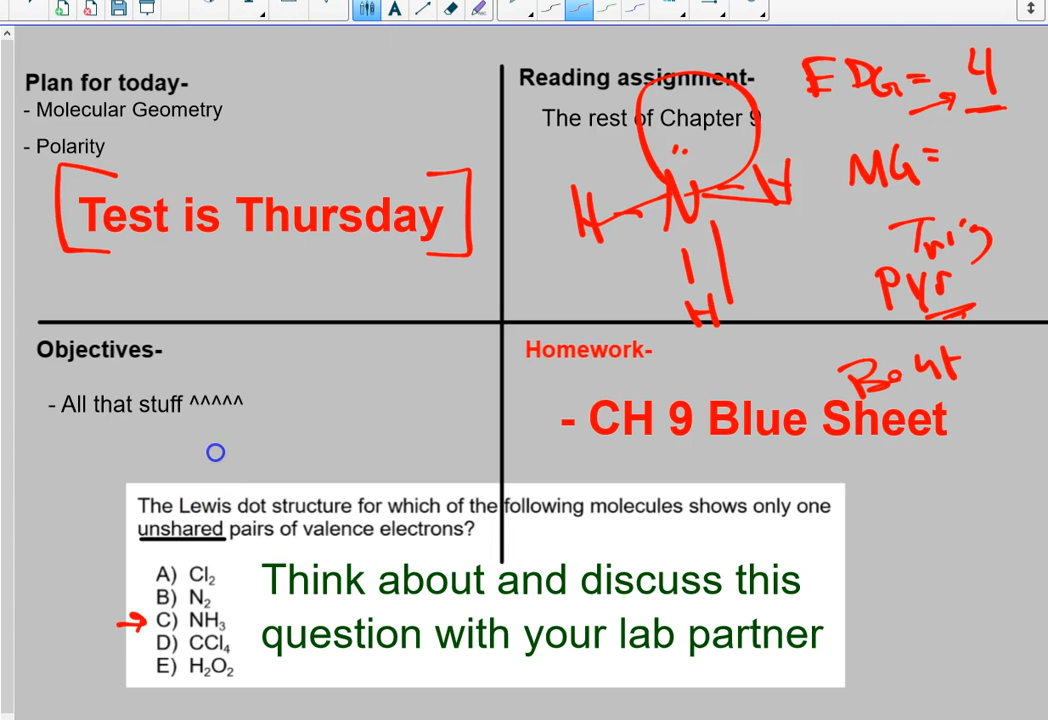 Plan for today-
- Molecular Geometry
- Polarity
[Test is Thursday]
Reading assignment-
The rest of Chapter 9
EDG = 4
MG =
Trig
Pyr
Bent
N
H
H
H
Objectives-
- All that stuff ^^^^^
Homework-
- CH 9 Blue Sheet
The Lewis dot structure for which of the following molecules shows only one
unshared pairs of valence electrons?
A) Cl₂
B) N₂
C) NH₃
D) CCl₄
E) H₂O₂
Think about and discuss this
question with your lab partner